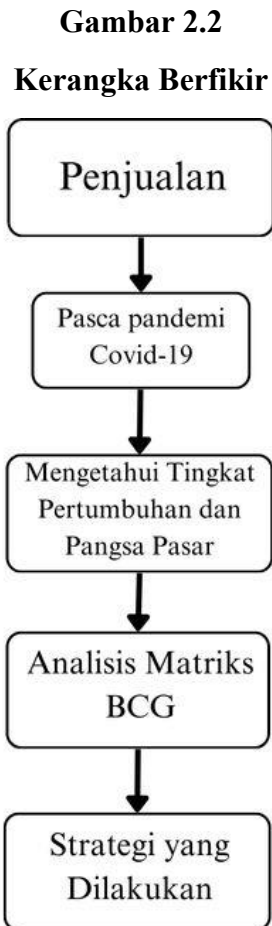 Gambar 2.2
Kerangka Berfikir
Penjualan
Pasca pandemi
Covid-19
Mengetahui Tingkat
Pertumbuhan dan
Pangsa Pasar
Analisis Matriks
BCG
Strategi yang
Dilakukan